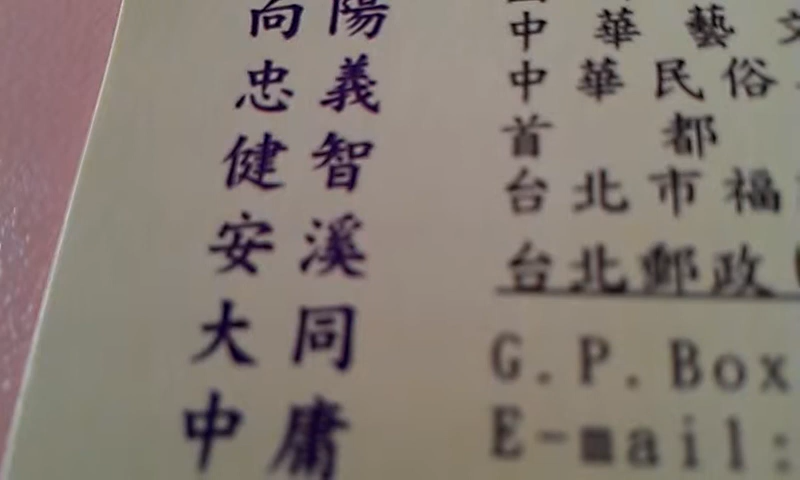 向陽
忠義
健智
安溪
大同
中庸
中華藝文
中華民俗
首都
台北市福
台北郵政
G.P.Box
E-mail: